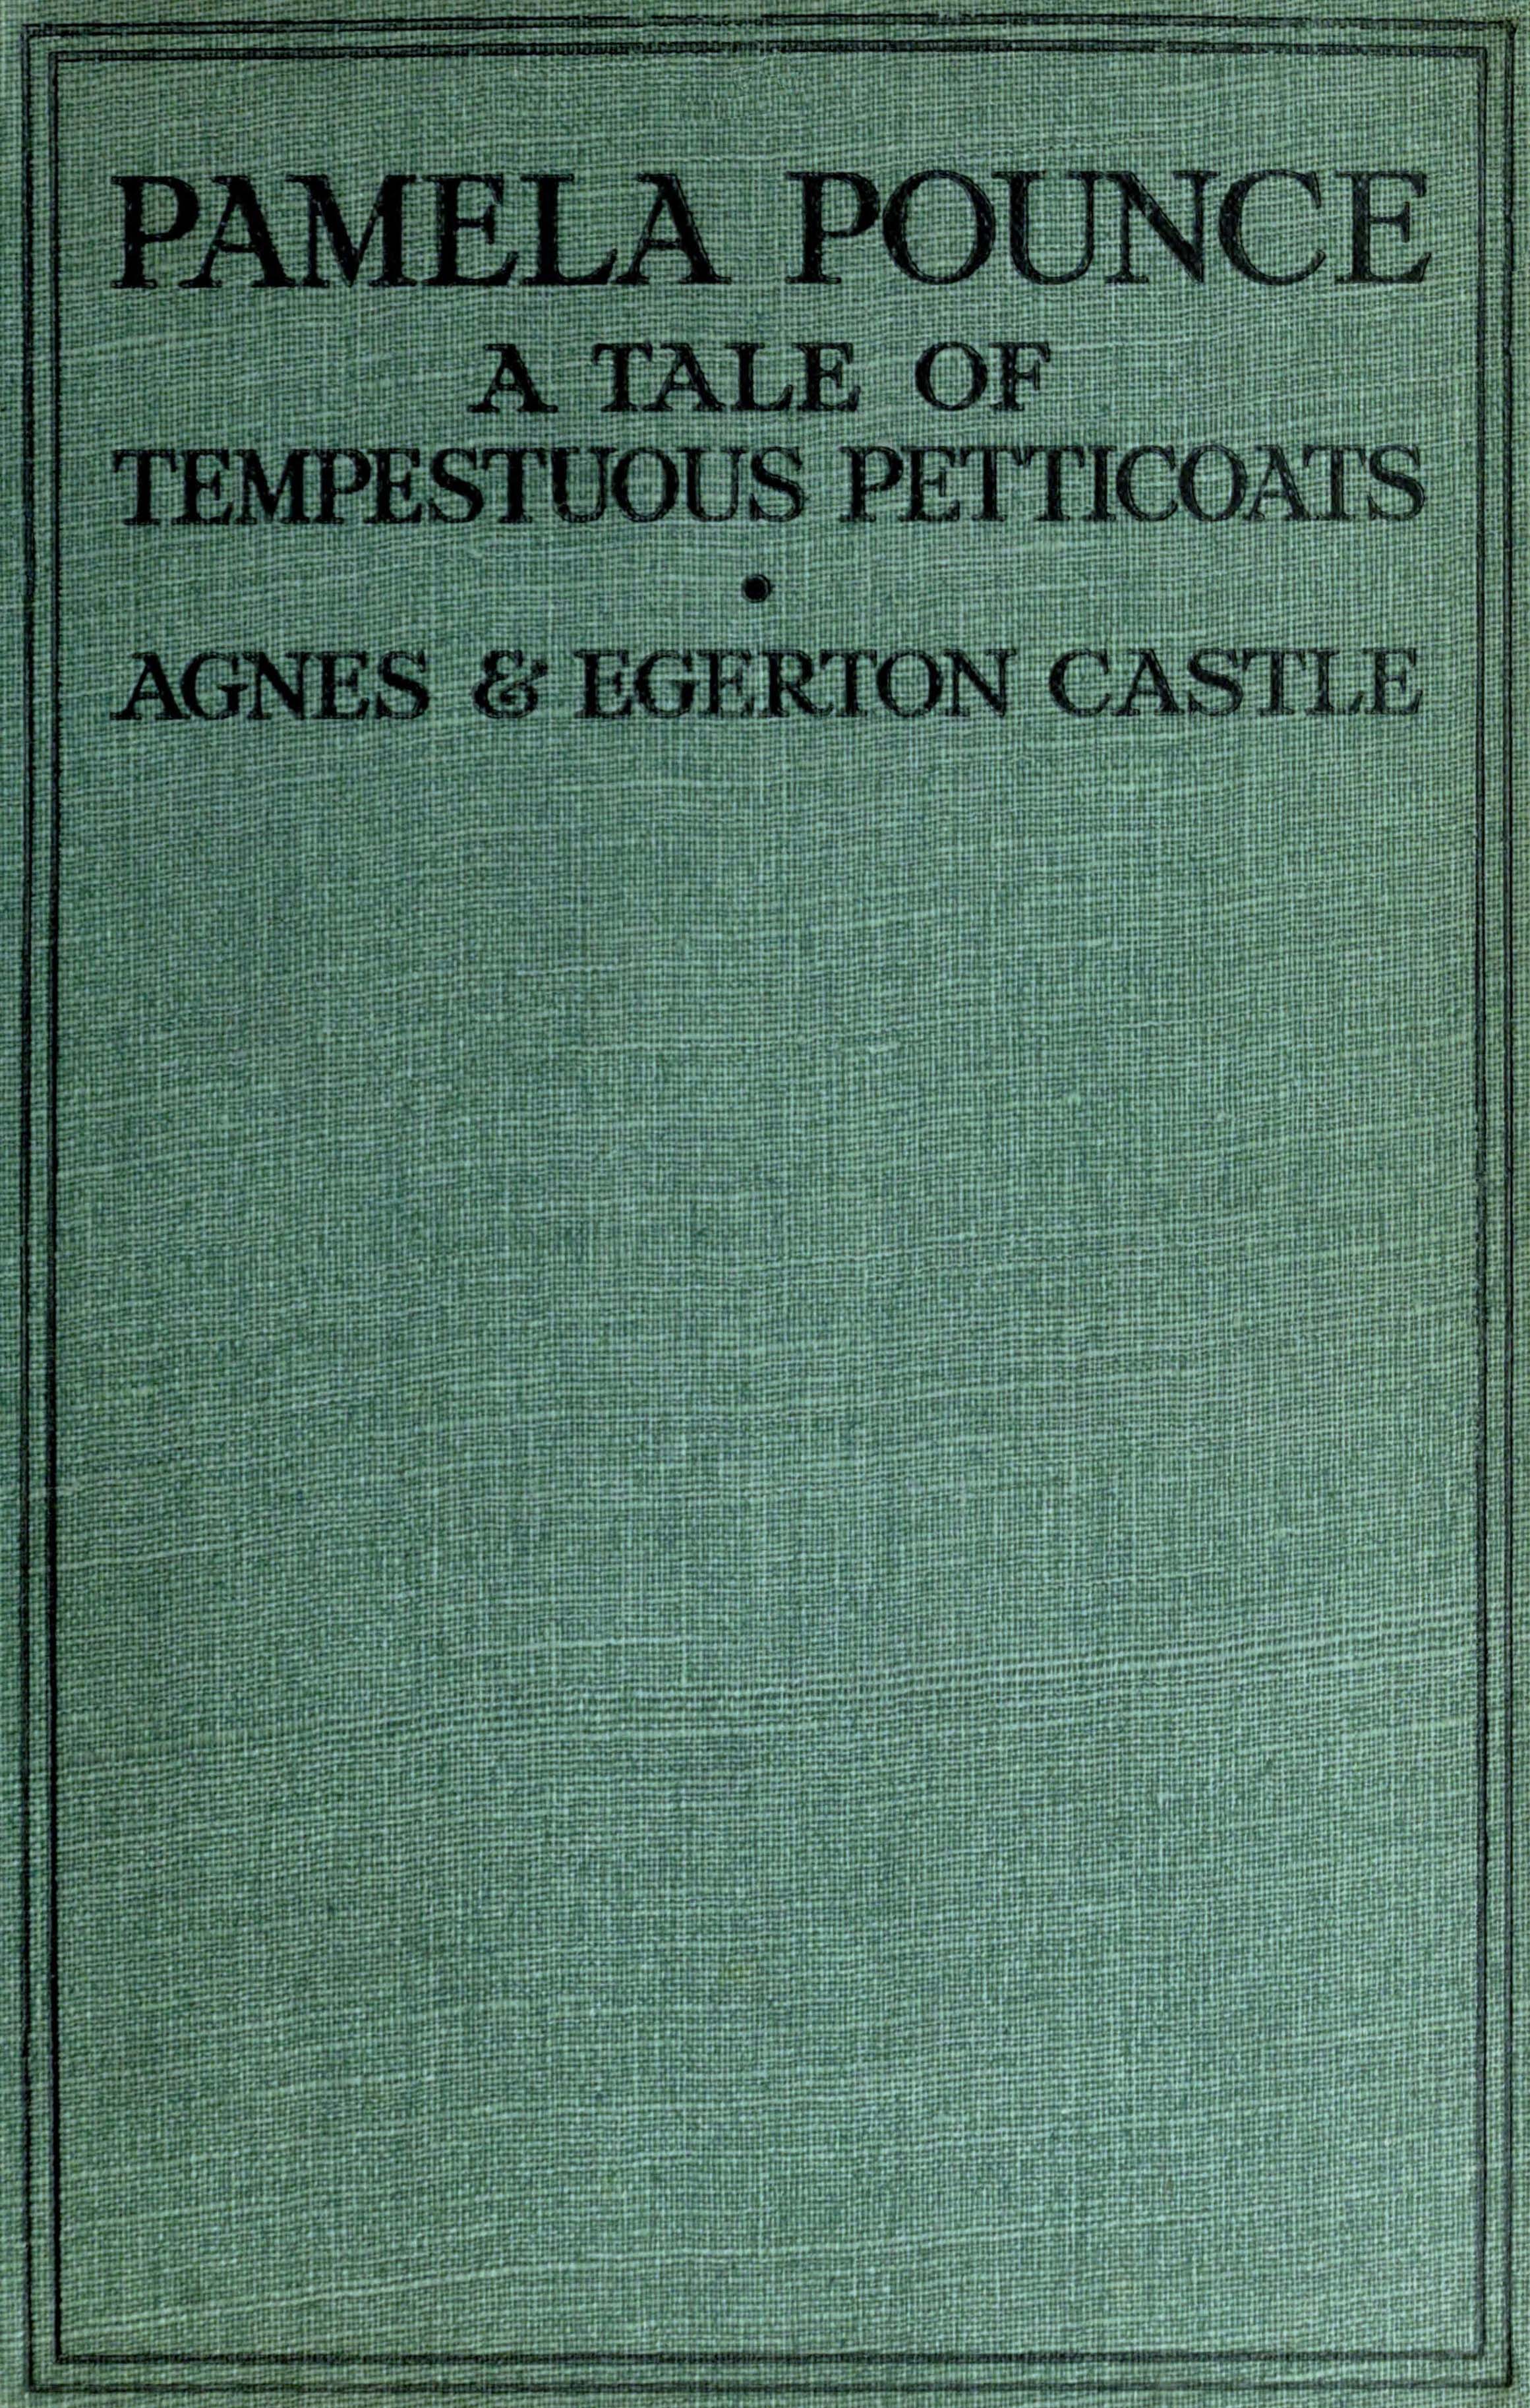 PAMELA POUNCE
A TALE OF
TEMPESTUOUS PETTICOATS
•
AGNES & EGERTON CASTLE